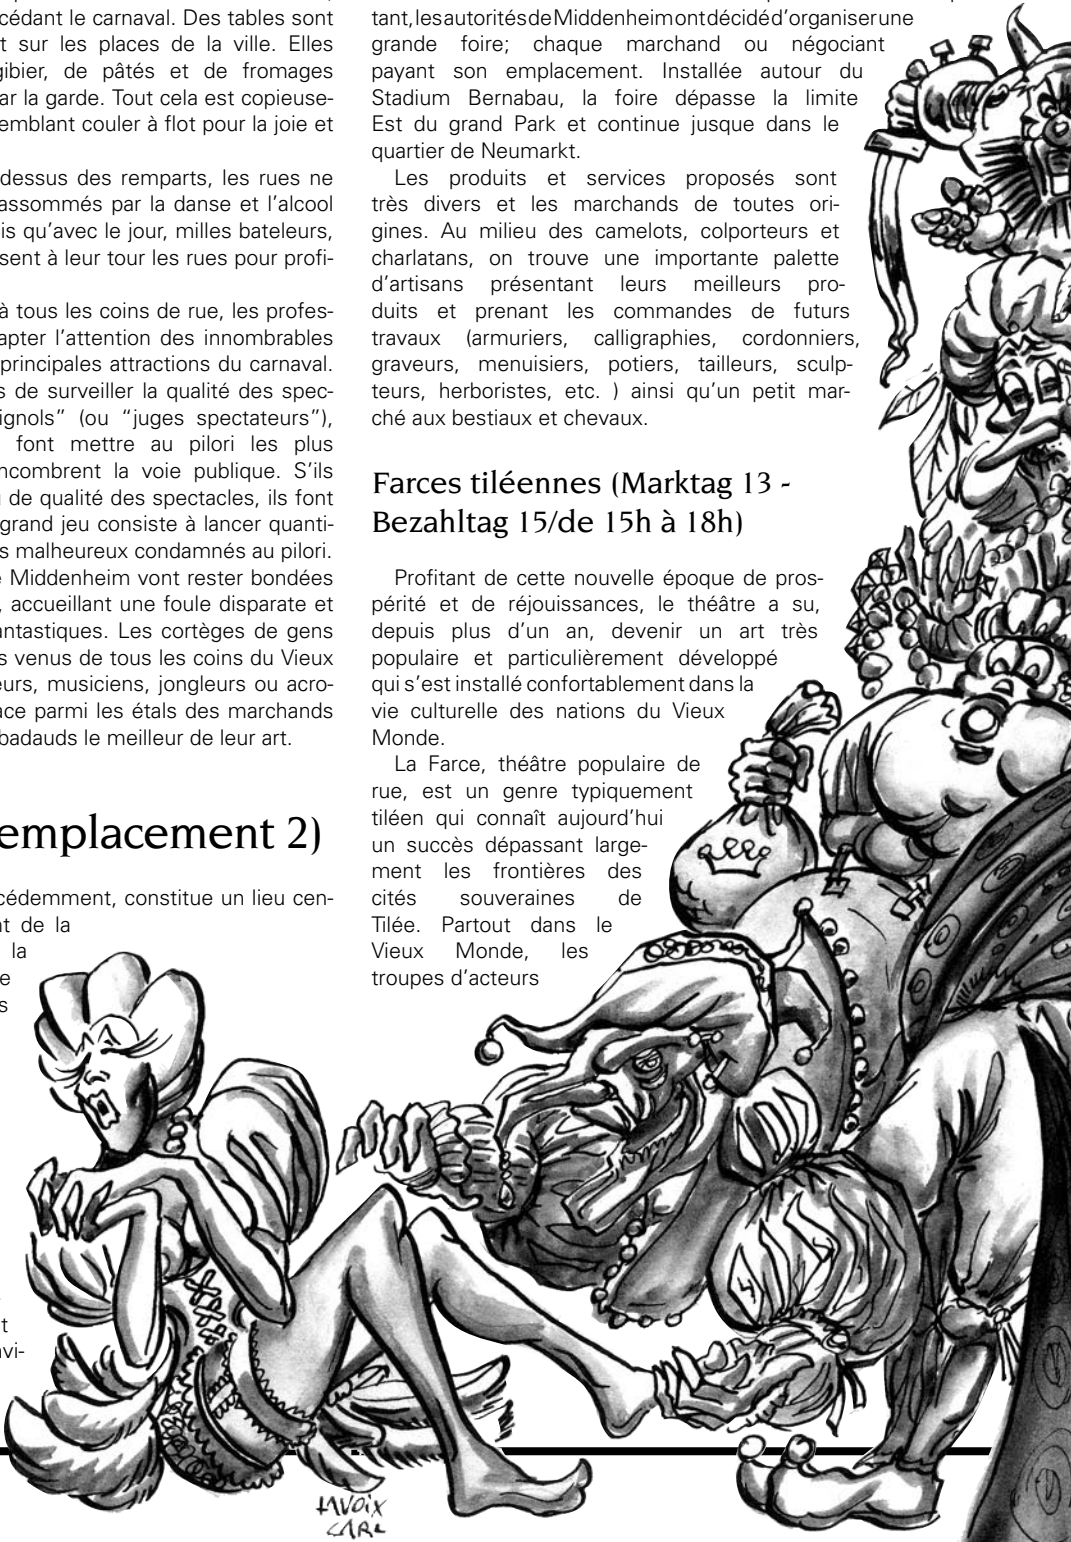 cédant le carnaval. Des tables sont
t sur les places de la ville. Elles
gibier, de pâtés et de fromages
ar la garde. Tout cela est copieuse-
emblant couler à flot pour la joie et
dessus des remparts, les rues ne
assommés par la danse et l'alcool
is qu'avec le jour, milles bateleurs,
sent à leur tour les rues pour profi-
à tous les coins de rue, les profes-
apter l'attention des innombrables
principales attractions du carnaval.
s de surveiller la qualité des spec-
ignols” (ou “juges spectateurs”),
font mettre au pilori les plus
ncombrent la voie publique. S'ils
de qualité des spectacles, ils font
grand jeu consiste à lancer quanti-
s malheureux condamnés au pilori.
e Middenheim vont rester bondées
, accueillant une foule disparate et
antastiques. Les cortèges de gens
s venus de tous les coins du Vieux
eurs, musiciens, jongleurs ou acro-
ace parmi les étals des marchands
badauds le meilleur de leur art.
emplacement 2)
cédemment, constitue un lieu cen-
t de la
la
e
s
t
vi-
tant, les autorités de Middenheim ont décidé d'organiser une
grande foire; chaque marchand ou négociant
payant son emplacement. Installée autour du
Stadium Bernabau, la foire dépasse la limite
Est du grand Park et continue jusque dans le
quartier de Neumarkt.
Les produits et services proposés sont
très divers et les marchands de toutes ori-
gines. Au milieu des camelots, colporteurs et
charlatans, on trouve une importante palette
d'artisans présentant leurs meilleurs pro-
duits et prenant les commandes de futurs
travaux (armuriers, calligraphies, cordonniers,
graveurs, menuisiers, potiers, tailleurs, sculp-
teurs, herboristes, etc. ) ainsi qu'un petit mar-
ché aux bestiaux et chevaux.
Farces tiléennes (Marktag 13 -
Bezahltag 15/de 15h à 18h)
Profitant de cette nouvelle époque de pros-
périté et de réjouissances, le théâtre a su,
depuis plus d'un an, devenir un art très
populaire et particulièrement développé
qui s'est installé confortablement dans la
vie culturelle des nations du Vieux
Monde.
La Farce, théâtre populaire de
rue, est un genre typiquement
tiléen qui connaît aujourd'hui
un succès dépassant large-
ment les frontières des
cités souveraines de
Tilée. Partout dans le
Vieux Monde, les
troupes d'acteurs